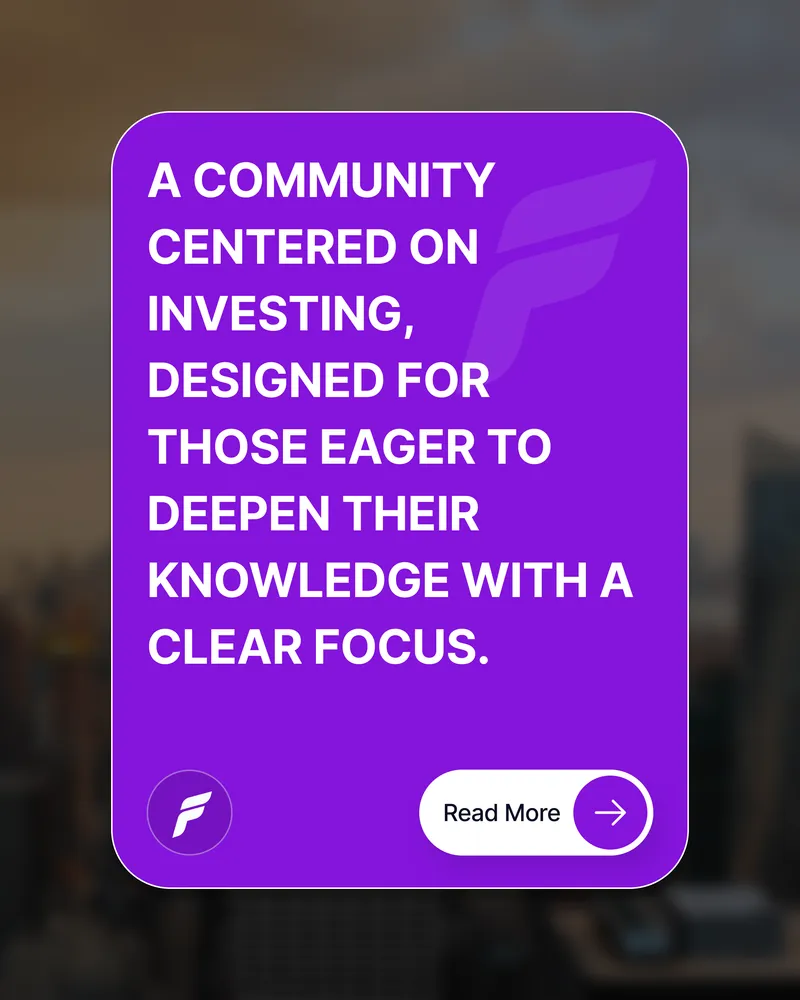 A COMMUNITY
CENTERED ON
INVESTING,
DESIGNED FOR
THOSE EAGER TO
DEEPEN THEIR
KNOWLEDGE WITH A
CLEAR FOCUS.
Read More